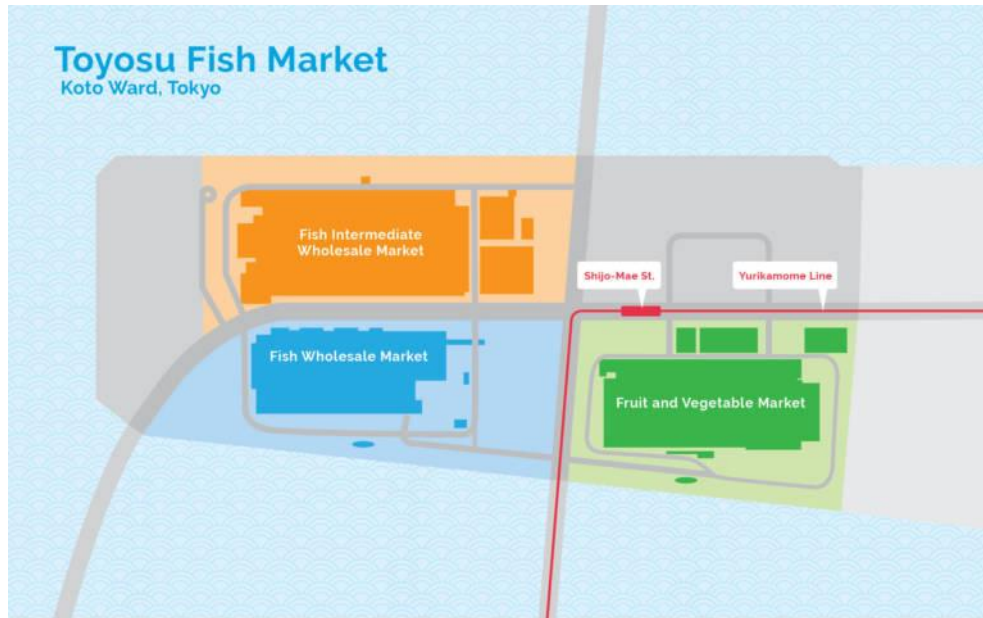 Toyosu Fish Market
Koto Ward, Tokyo
Fish Intermediate
Wholesale Market
Shijo-Mae St.
Yurikamome Line
Fish Wholesale Market
Fruit and Vegetable Market